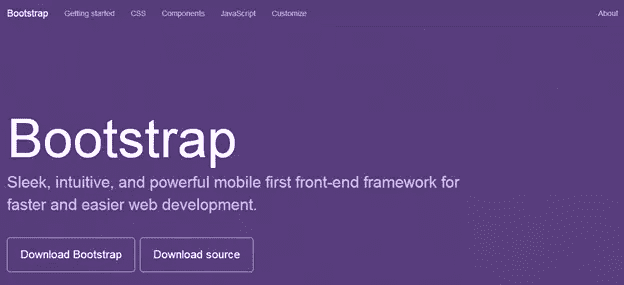 Bootstrap Getting started CSS Components JavaScript Customize About
Bootstrap
Sleek, intuitive, and powerful mobile first front-end framework for
faster and easier web development.
Download Bootstrap Download source